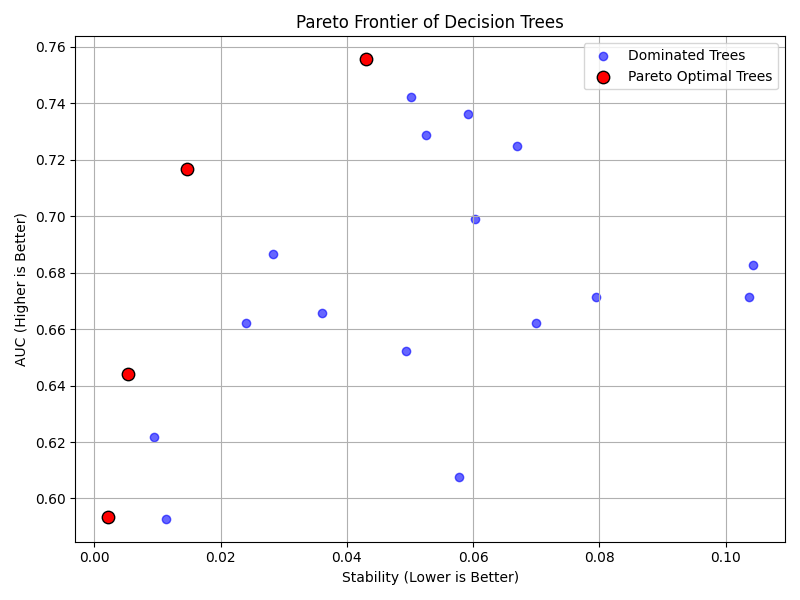 Pareto Frontier of Decision Trees
Dominated Trees
Pareto Optimal Trees
AUC (Higher is Better)
0.76
0.74
0.72
0.70
0.68
0.66
0.64
0.62
0.60
0.00 0.02 0.04 0.06 0.08 0.10
Stability (Lower is Better)